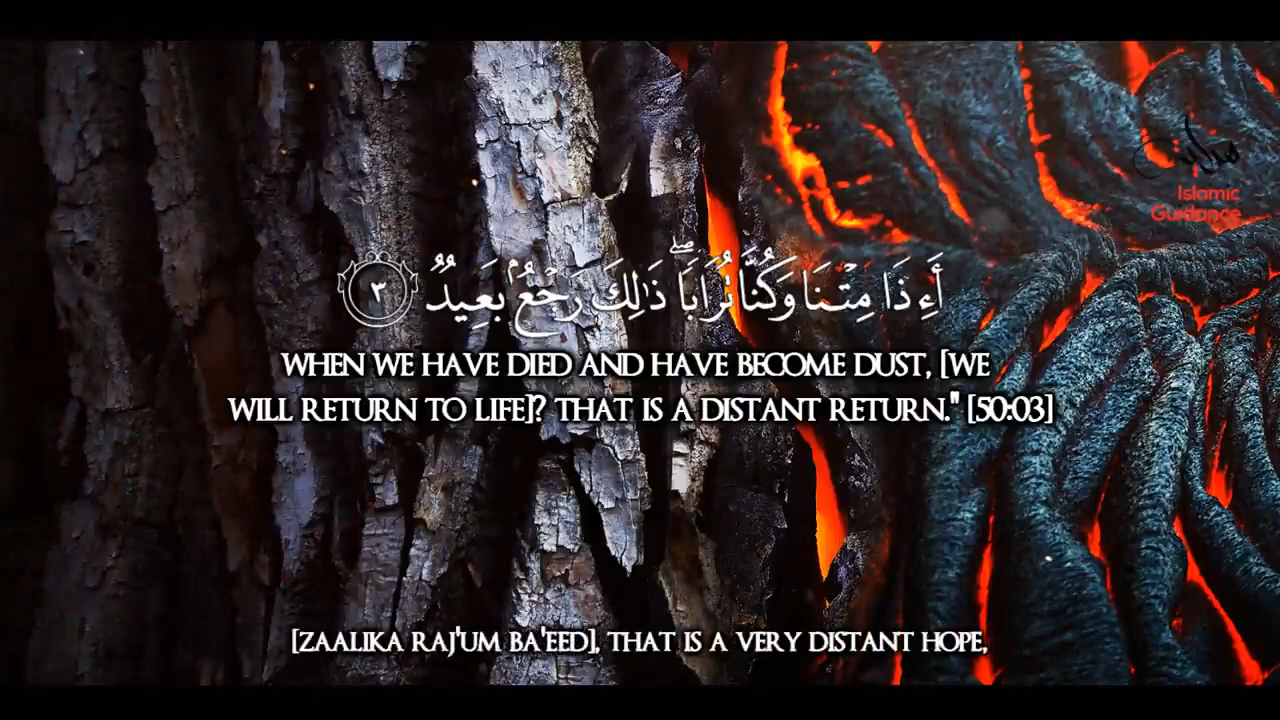 هداية
Islamic
Guidance
أَءِذَا مِتْنَا وَكُنَّا تُرَابًا ۖ ذَٰلِكَ رَجْعٌۢ بَعِيدٌ ٣
WHEN WE HAVE DIED AND HAVE BECOME DUST, [WE
WILL RETURN TO LIFE]? THAT IS A DISTANT RETURN." [50:03]
[ZAALIKA RAJ'UM BA'EED], THAT IS A VERY DISTANT HOPE,